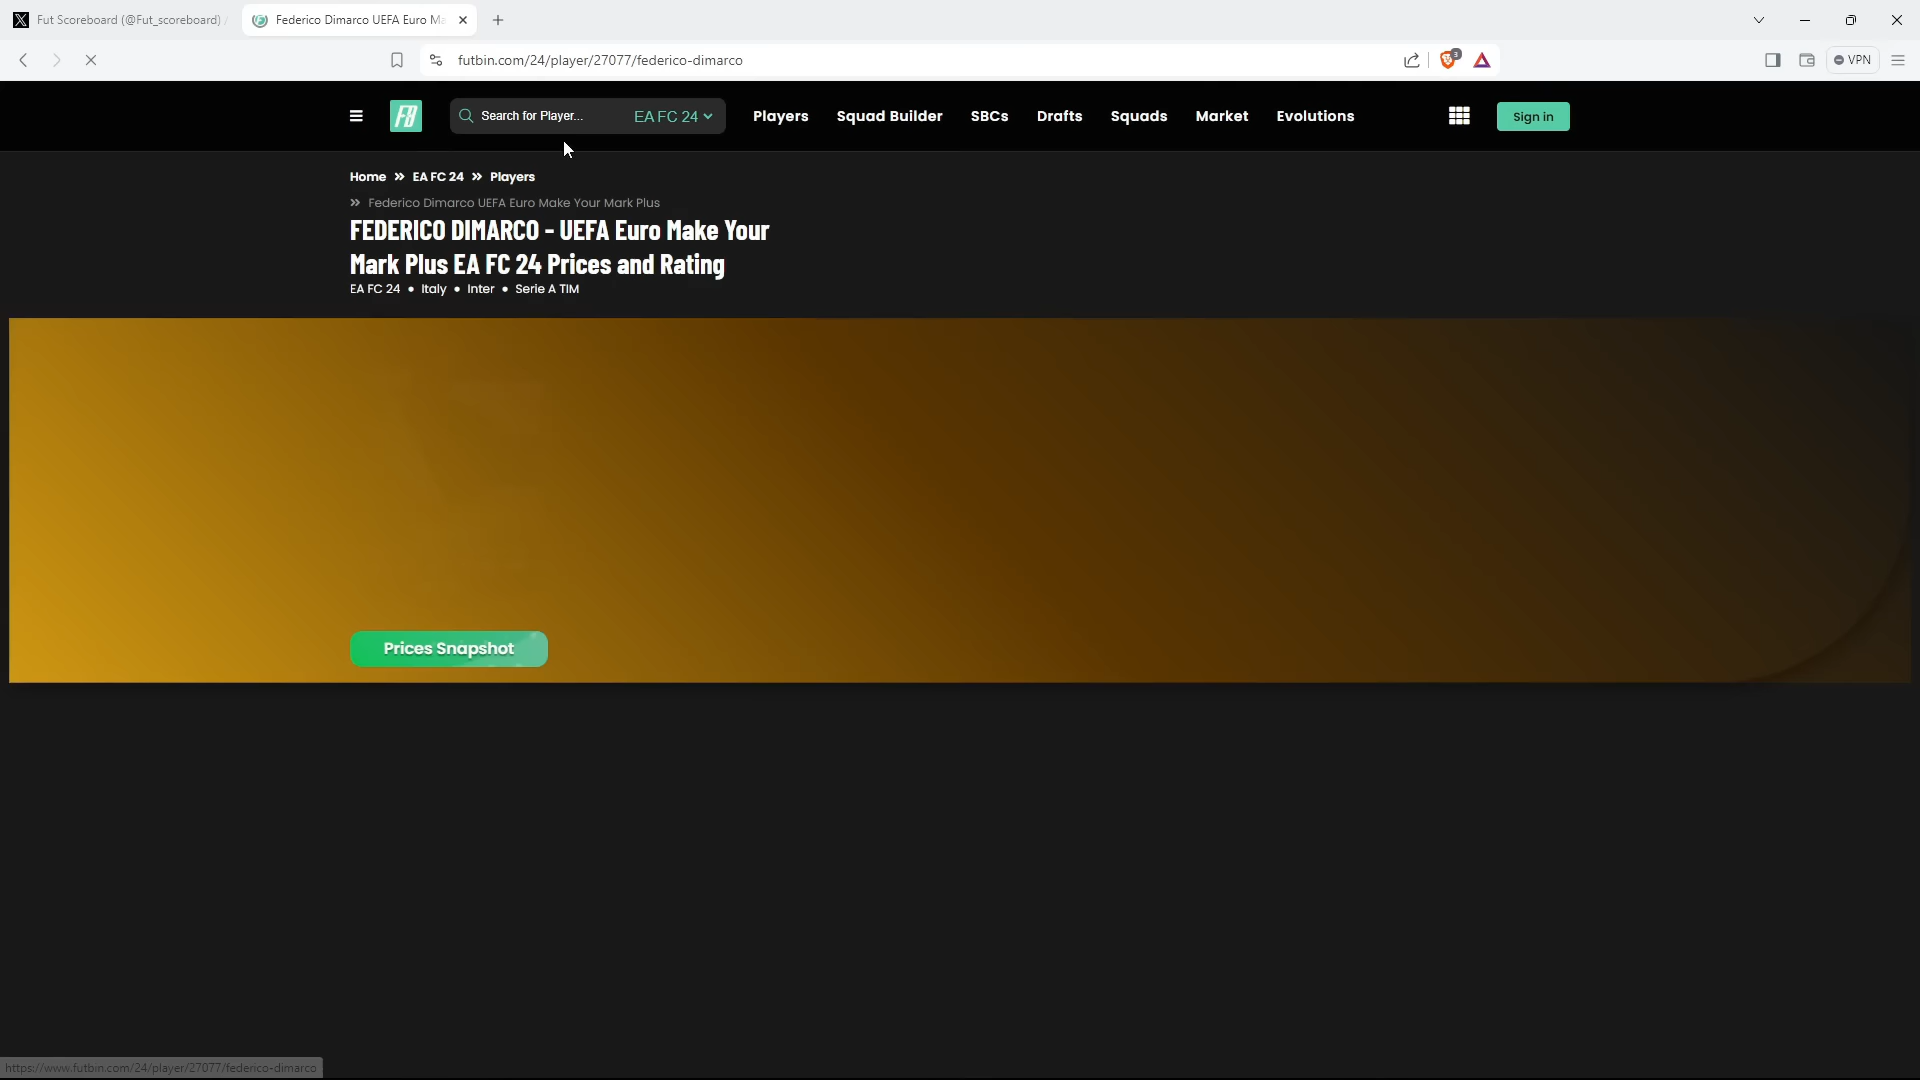 Fut Scoreboard (@Fut_scoreboard) /
Federico Dimarco UEFA Euro Ma
futbin.com/24/player/27077/federico-dimarco
3
VPN
Search for Player...
EA FC 24
Players
Squad Builder
SBCs
Drafts
Squads
Market
Evolutions
Sign in
Home » EA FC 24 » Players
» Federico Dimarco UEFA Euro Make Your Mark Plus
FEDERICO DIMARCO - UEFA Euro Make Your
Mark Plus EA FC 24 Prices and Rating
EA FC 24 • Italy • Inter • Serie A TIM
Prices Snapshot
https://www.futbin.com/24/player/27077/federico-dimarco